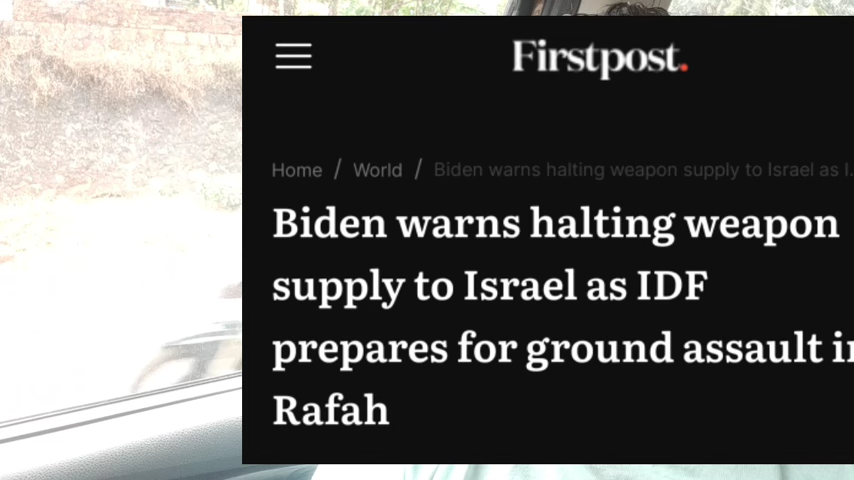 Firstpost.
Home / World / Biden warns halting weapon supply to Israel as I.
Biden warns halting weapon
supply to Israel as IDF
prepares for ground assault in
Rafah